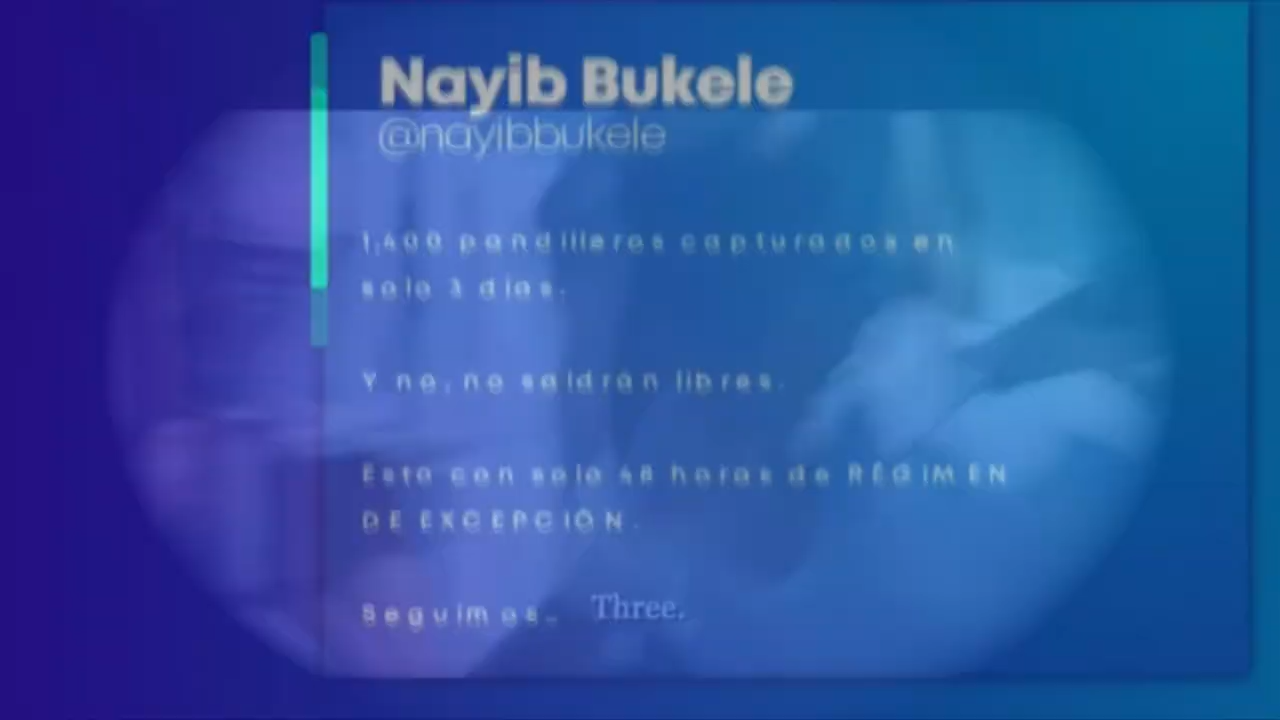 Nayib Bukele
@nayibbukele
1,400 pandilleros capturados en
solo 3 días.
Y no, no saldrán libres.
Esto con solo 48 horas de RÉGIMEN
DE EXCEPCIÓN.
Seguimos…
Three.